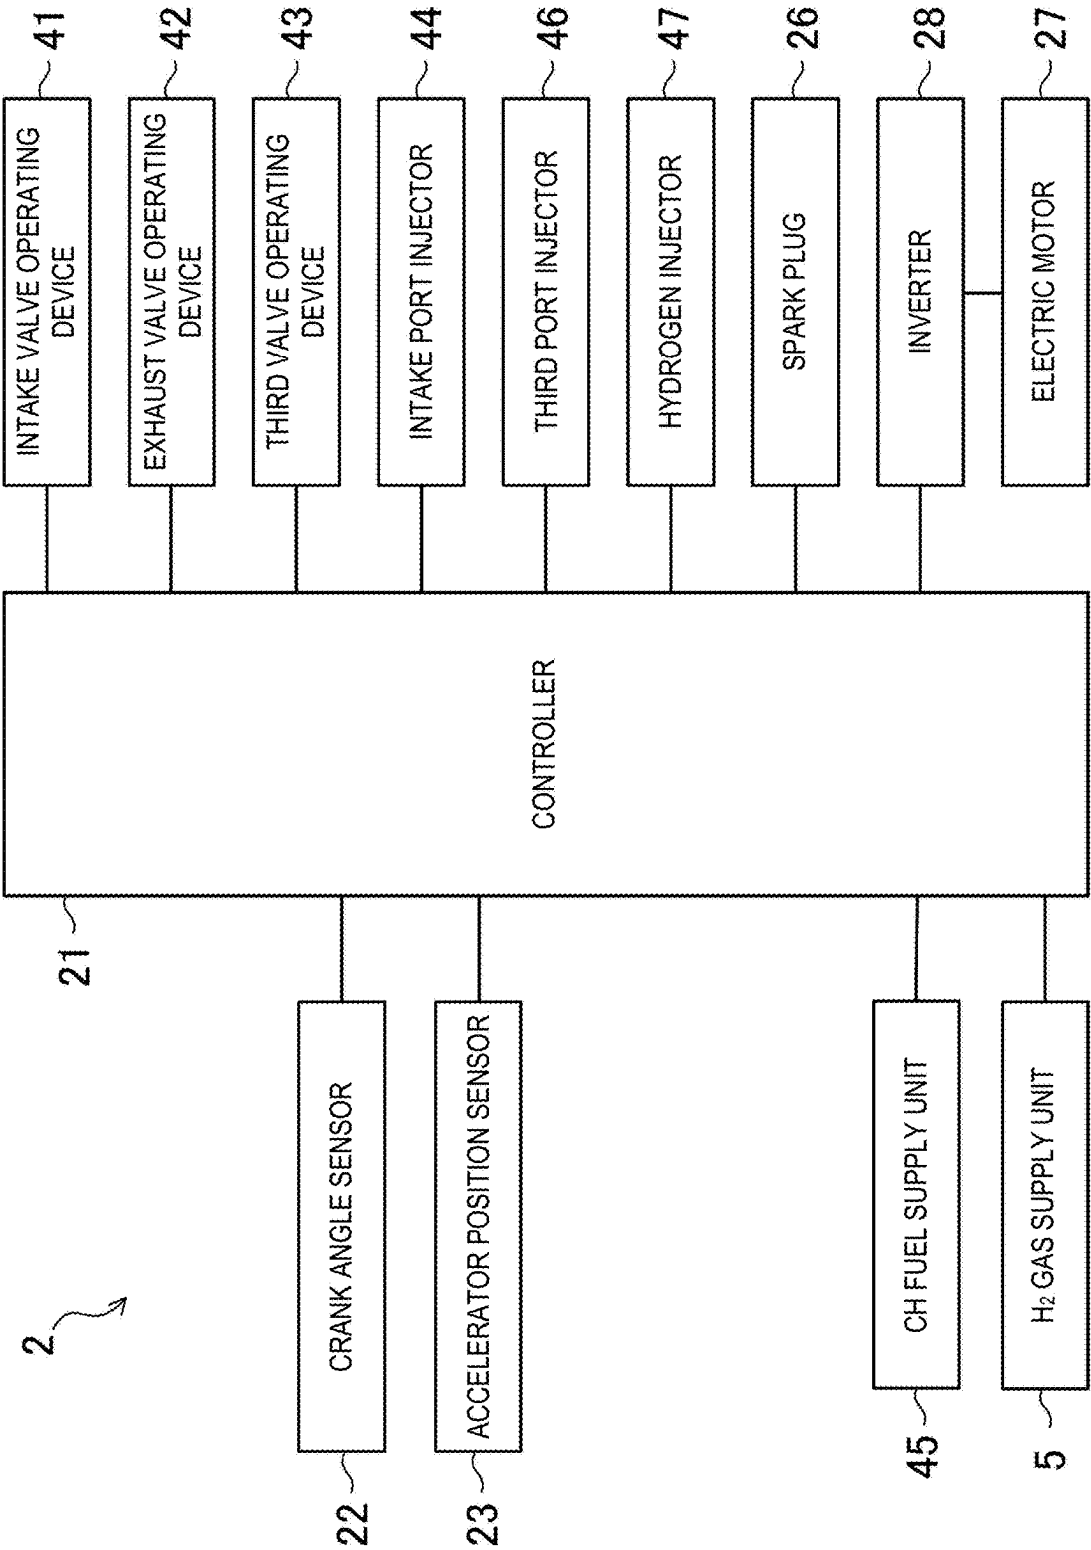 2
22
CRANK ANGLE SENSOR
23
ACCELERATOR POSITION SENSOR
45
CH FUEL SUPPLY UNIT
5
H₂ GAS SUPPLY UNIT
21
CONTROLLER
INTAKE VALVE OPERATING
DEVICE
41
EXHAUST VALVE OPERATING
DEVICE
42
THIRD VALVE OPERATING
DEVICE
43
INTAKE PORT INJECTOR
44
THIRD PORT INJECTOR
46
HYDROGEN INJECTOR
47
SPARK PLUG
26
INVERTER
28
ELECTRIC MOTOR
27